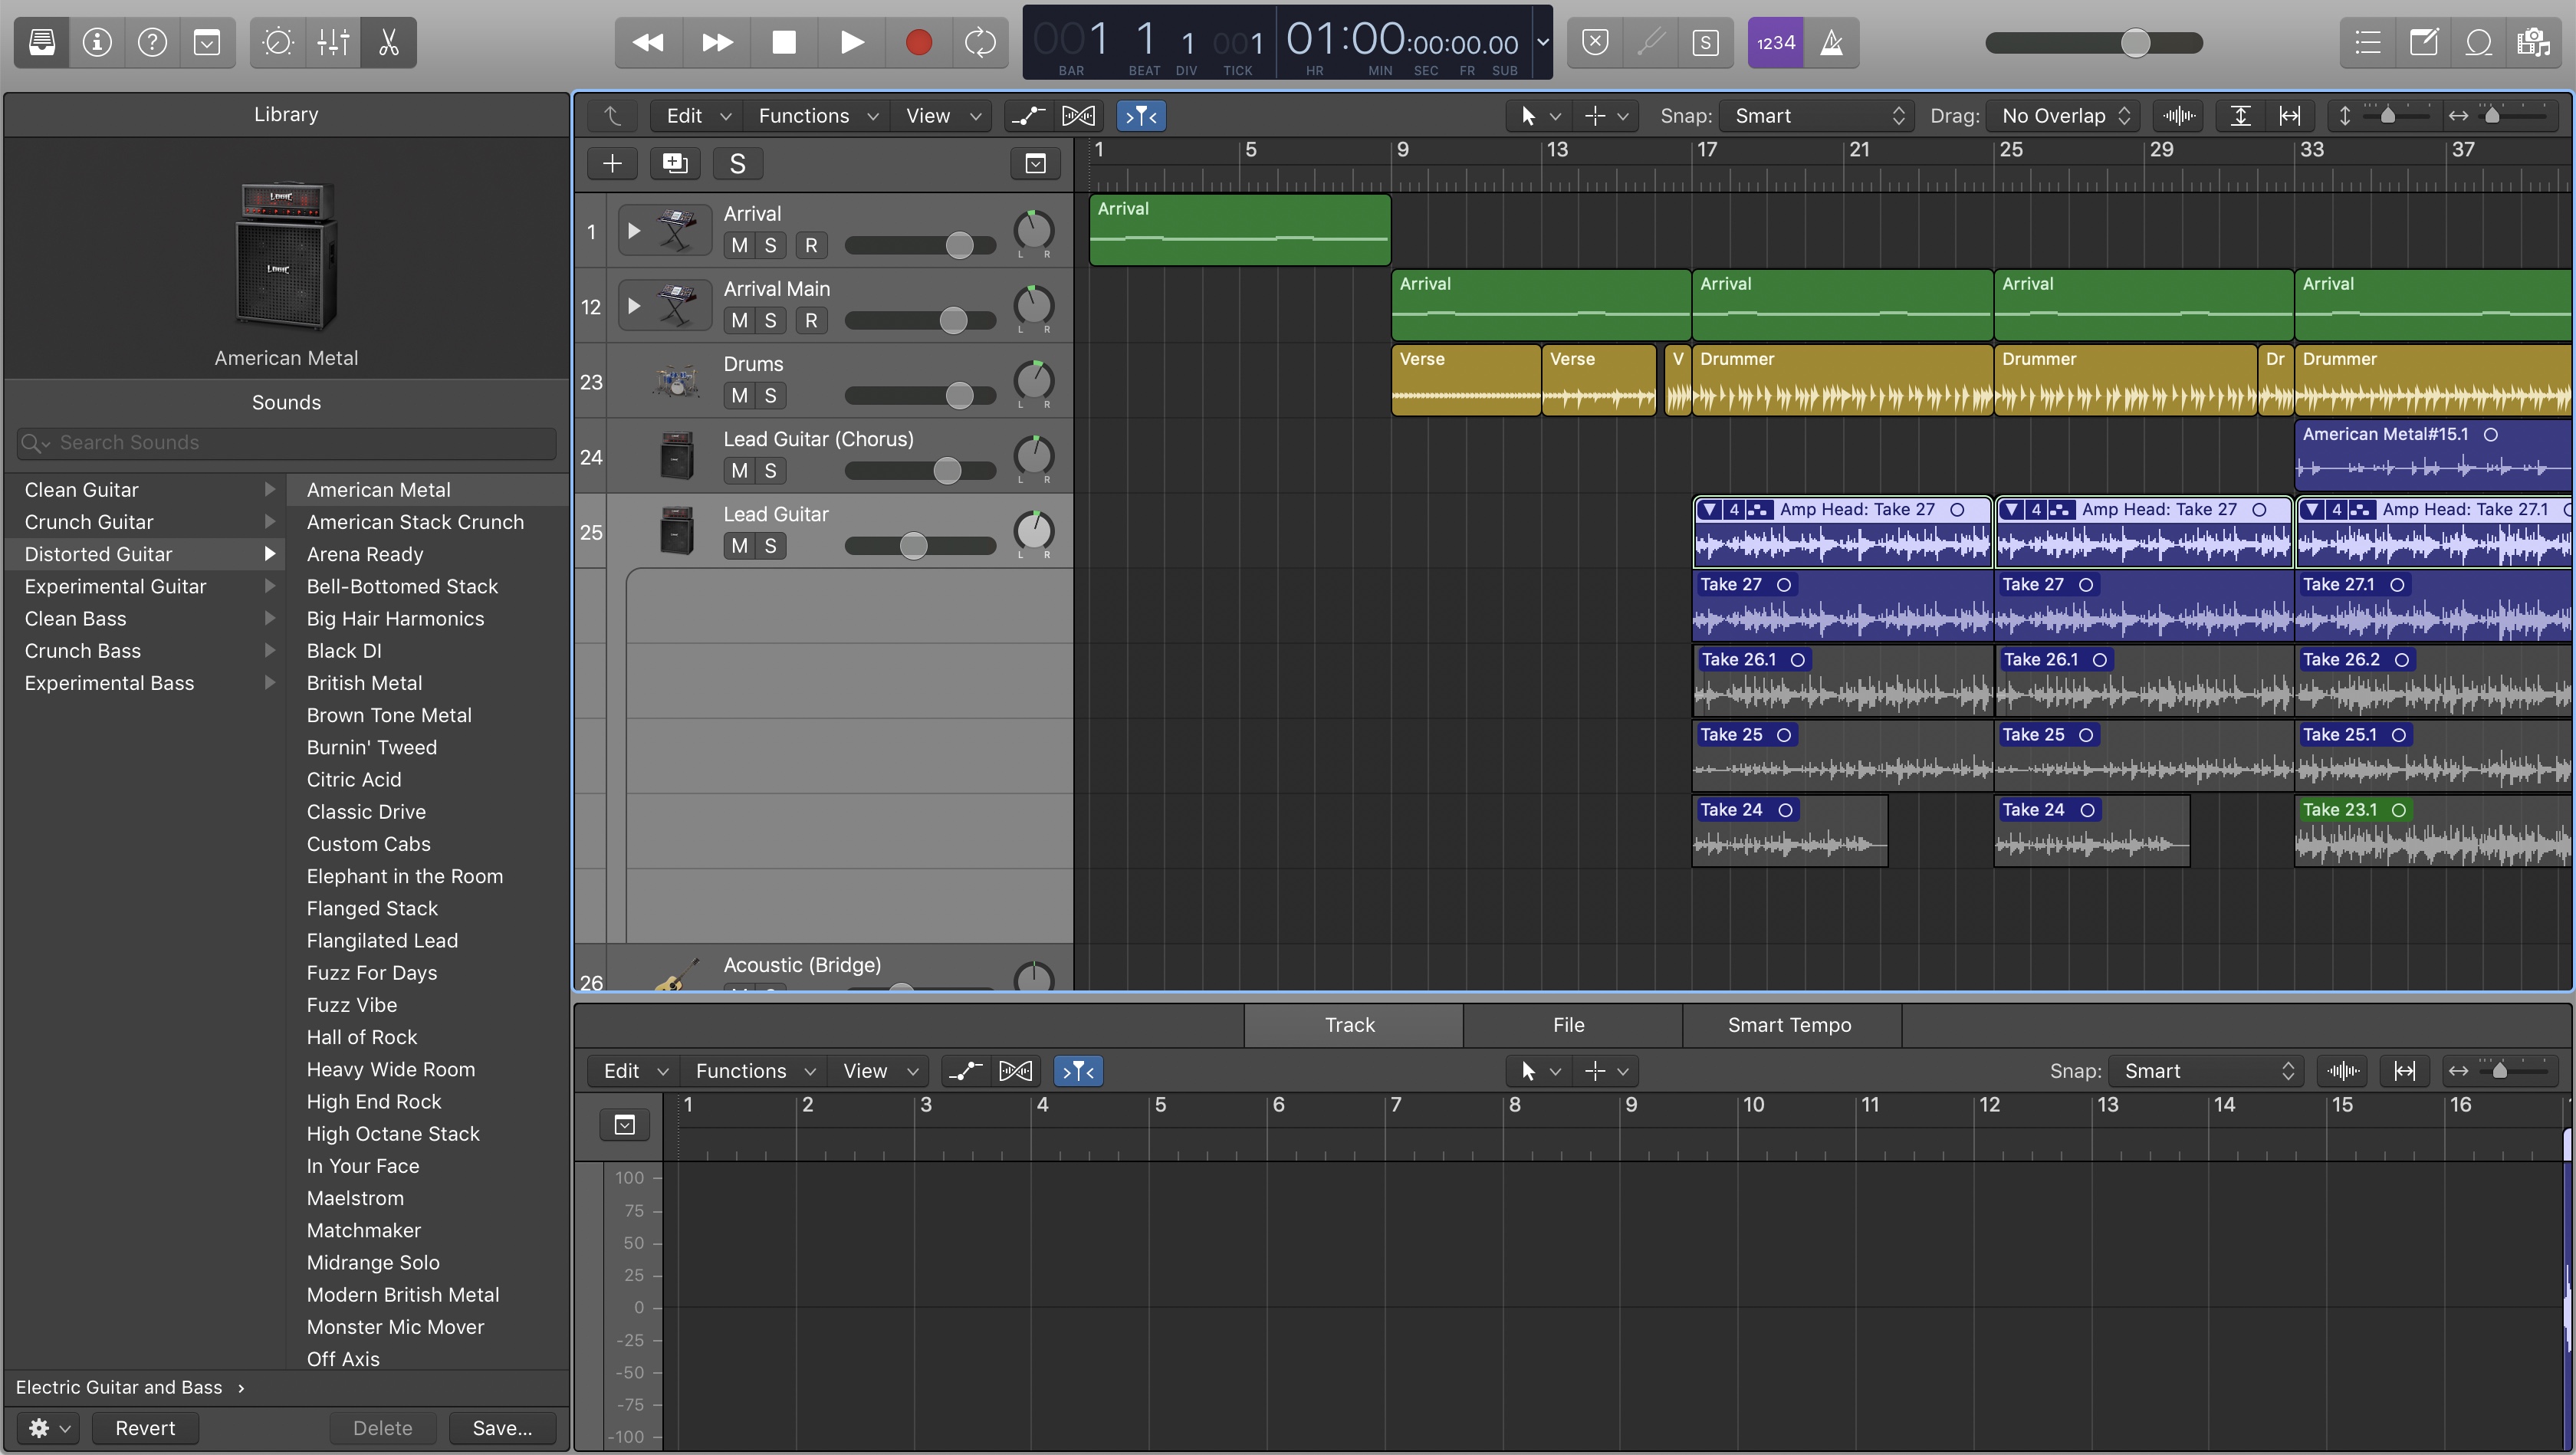 001 1 1 001
01:00:00:00.00
BAR BEAT DIV TICK HR MIN SEC FR SUB
S
1234
Library
Edit Functions View
Snap: Smart Drag: No Overlap
S
1 5 9 13 17 21 25 29 33 37
LOGIC
LOGIC
American Metal
Sounds
Search Sounds
Clean Guitar
Crunch Guitar
Distorted Guitar
Experimental Guitar
Clean Bass
Crunch Bass
Experimental Bass
American Metal
American Stack Crunch
Arena Ready
Bell-Bottomed Stack
Big Hair Harmonics
Black DI
British Metal
Brown Tone Metal
Burnin' Tweed
Citric Acid
Classic Drive
Custom Cabs
Elephant in the Room
Flanged Stack
Flangilated Lead
Fuzz For Days
Fuzz Vibe
Hall of Rock
Heavy Wide Room
High End Rock
High Octane Stack
In Your Face
Maelstrom
Matchmaker
Midrange Solo
Modern British Metal
Monster Mic Mover
Off Axis
Electric Guitar and Bass
Revert Delete Save...
1 Arrival
M S R L R
Arrival
12 Arrival Main
M S R L R
Arrival Arrival Arrival Arrival
23 Drums
M S L R
Verse Verse V Drummer Drummer Dr Drummer
24 Lead Guitar (Chorus)
M S L R
American Metal#15.1
25 Lead Guitar
M S L R
4 Amp Head: Take 27 4 Amp Head: Take 27 4 Amp Head: Take 27.1
Take 27 Take 27 Take 27.1
Take 26.1 Take 26.1 Take 26.2
Take 25 Take 25 Take 25.1
Take 24 Take 24 Take 23.1
26 Acoustic (Bridge)
M S
Track File Smart Tempo
Edit Functions View
Snap: Smart
1 2 3 4 5 6 7 8 9 10 11 12 13 14 15 16
100
75
50
25
0
-25
-50
-75
-100